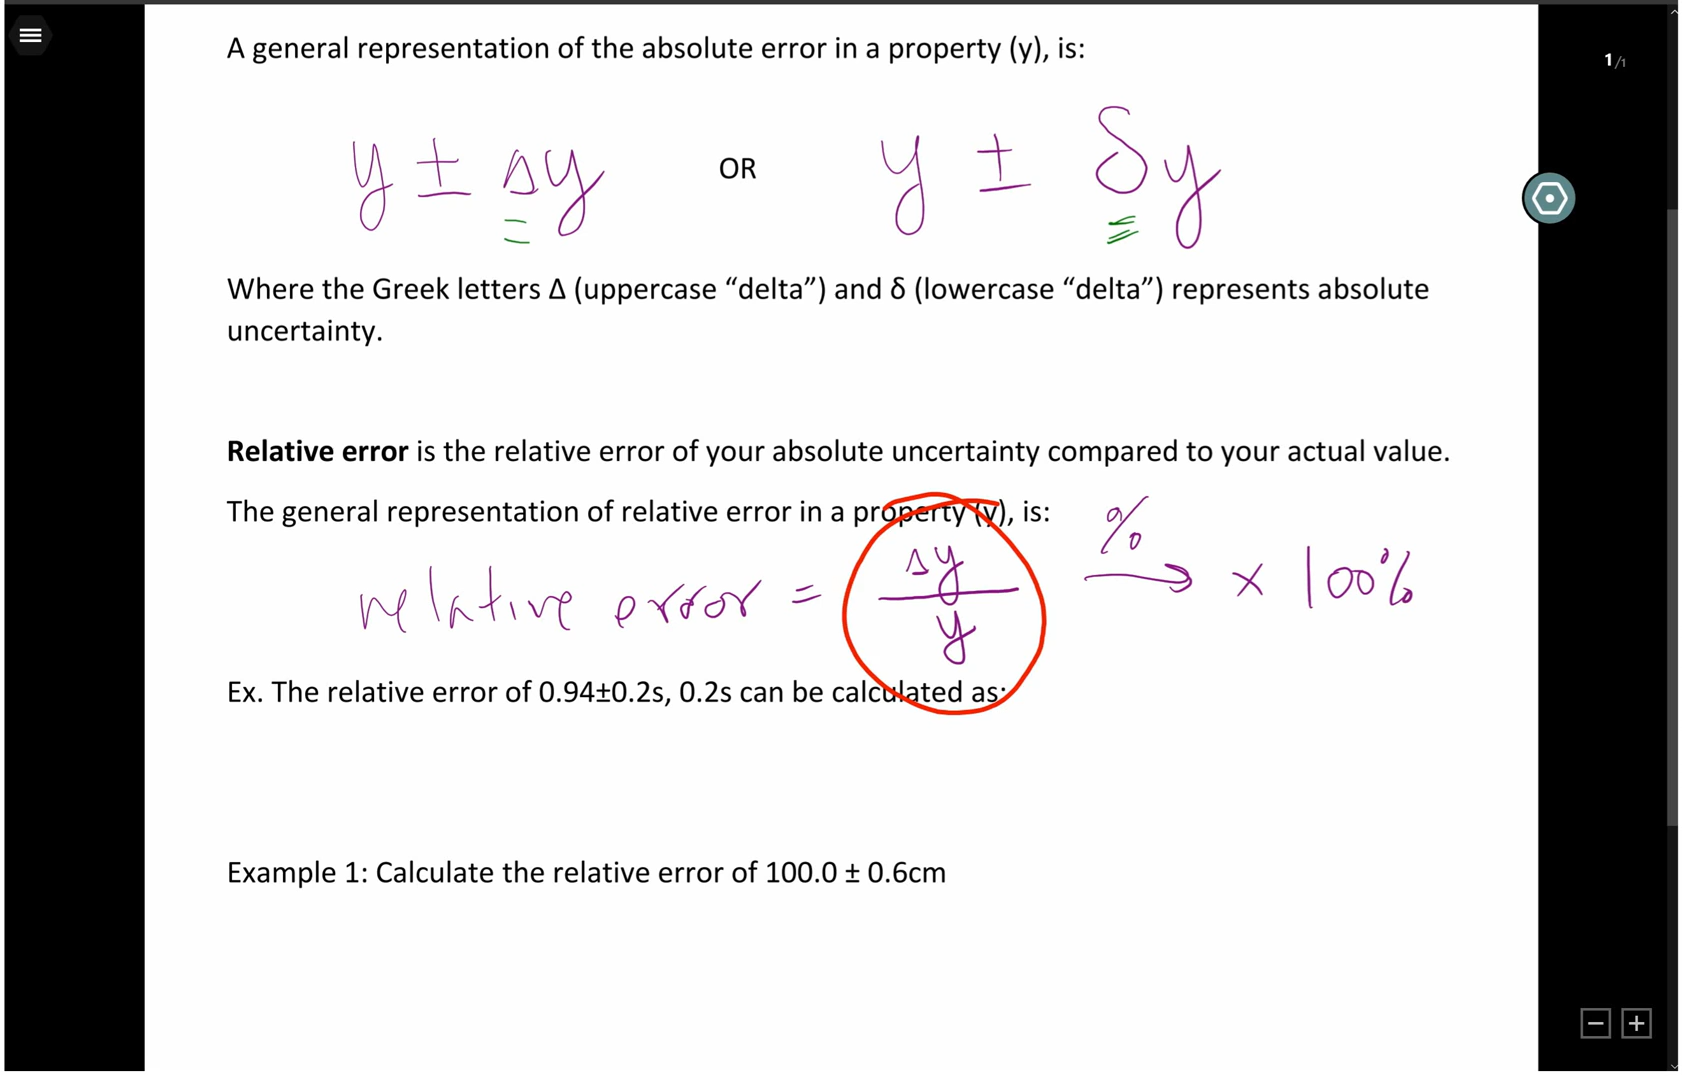 A general representation of the absolute error in a property (y), is:
1/1
y ± Δy OR y ± δy
Where the Greek letters Δ (uppercase “delta”) and δ (lowercase “delta”) represents absolute
uncertainty.
Relative error is the relative error of your absolute uncertainty compared to your actual value.
The general representation of relative error in a property (y), is:
relative error = Δy/y % → × 100%
Ex. The relative error of 0.94±0.2s, 0.2s can be calculated as:
Example 1: Calculate the relative error of 100.0 ± 0.6cm